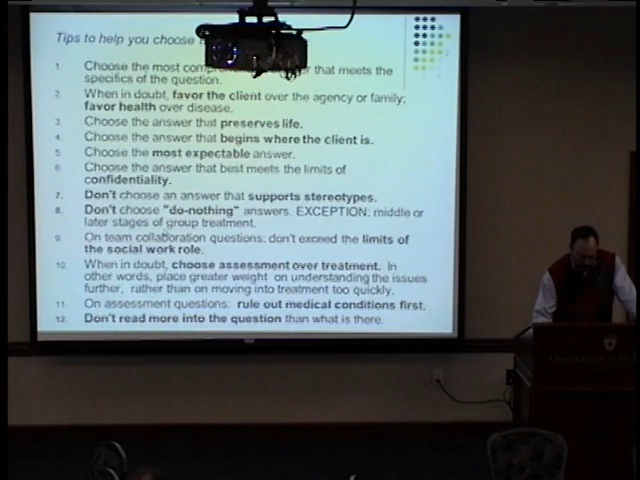 Tips to help you choose
1. Choose the most that meets the
specifics of the question.
2. When in doubt, favor the client over the agency or family;
favor health over disease.
3. Choose the answer that preserves life.
4. Choose the answer that begins where the client is.
5. Choose the most expectable answer.
6. Choose the answer that best meets the limits of
confidentiality.
7. Don't choose an answer that supports stereotypes.
8. Don't choose "do-nothing" answers. EXCEPTION: middle or
later stages of group treatment.
9. On team collaboration questions: don't exceed the limits of
the social work role.
10. When in doubt, choose assessment over treatment. In
other words, place greater weight on understanding the issues
further, rather than on moving into treatment too quickly.
11. On assessment questions: rule out medical conditions first.
12. Don't read more into the question than what is there.
UNIVERSITY OF